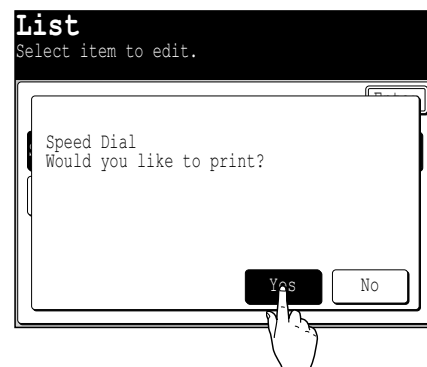 List
Select item to edit.
Speed Dial
Would you like to print?
Yes
No